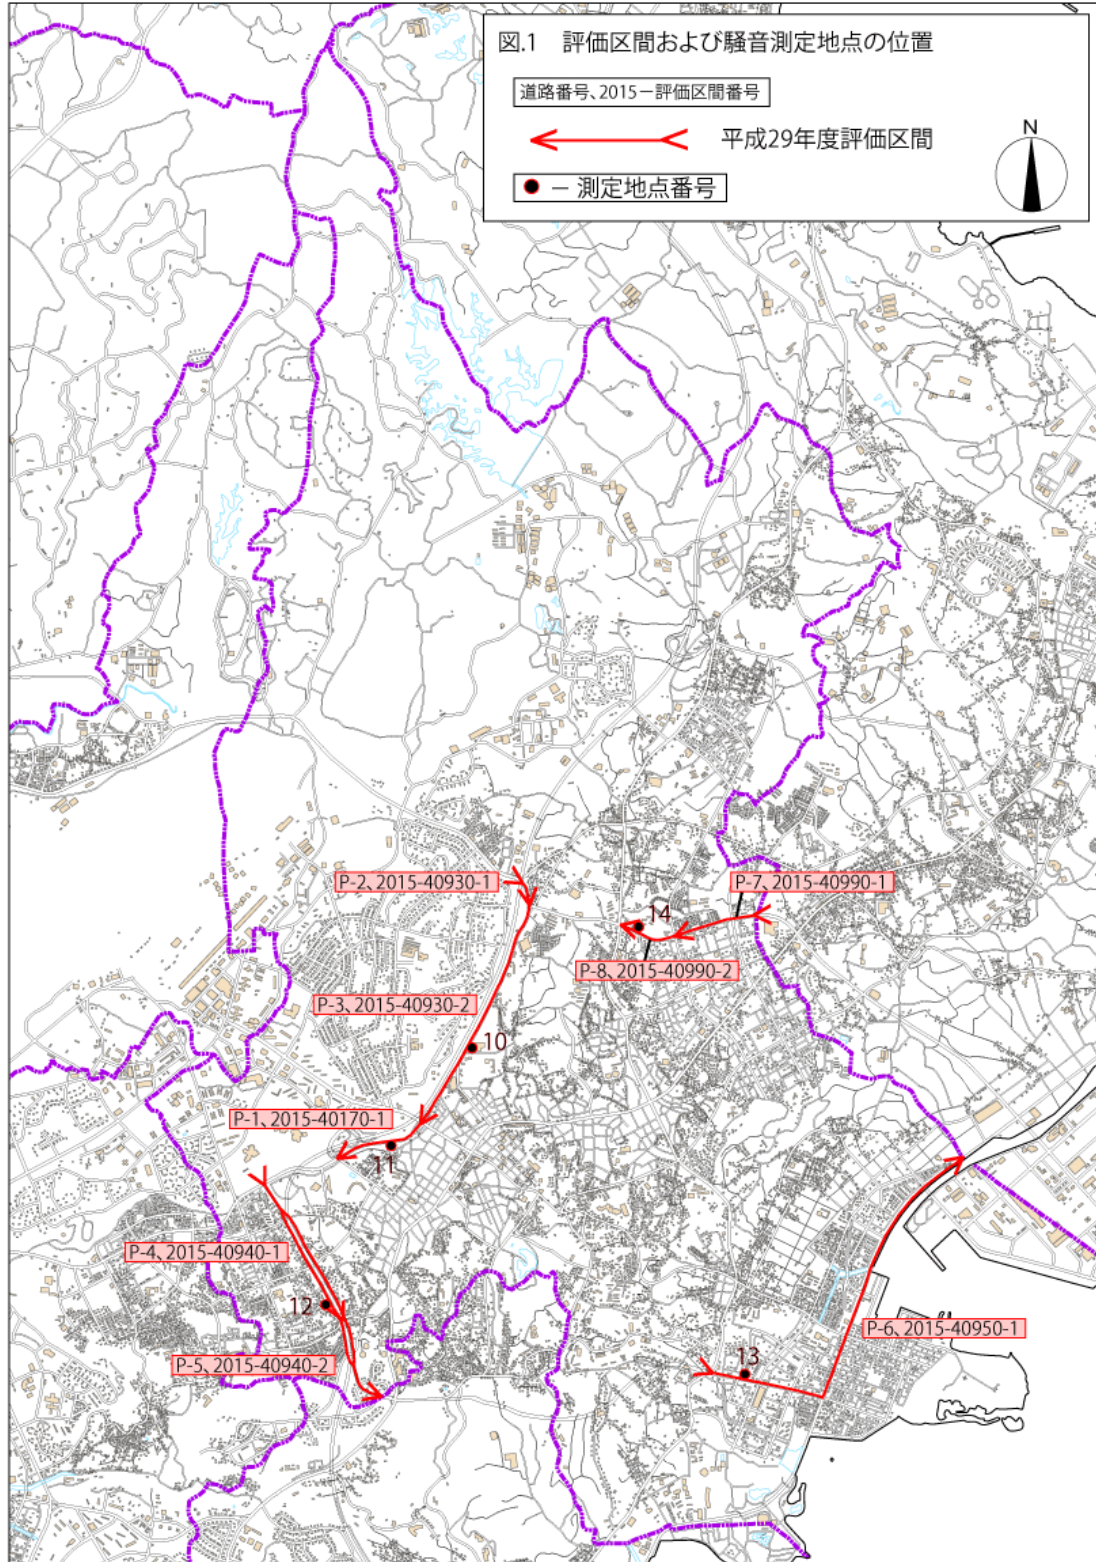 図.1 評価区間および騒音測定地点の位置
道路番号、2015－評価区間番号
平成29年度評価区間
N
● － 測定地点番号
P-2、2015-40930-1
P-7、2015-40990-1
14
P-8、2015-40990-2
P-3、2015-40930-2
10
P-1、2015-40170-1
11
P-4、2015-40940-1
12
P-6、2015-40950-1
P-5、2015-40940-2
13